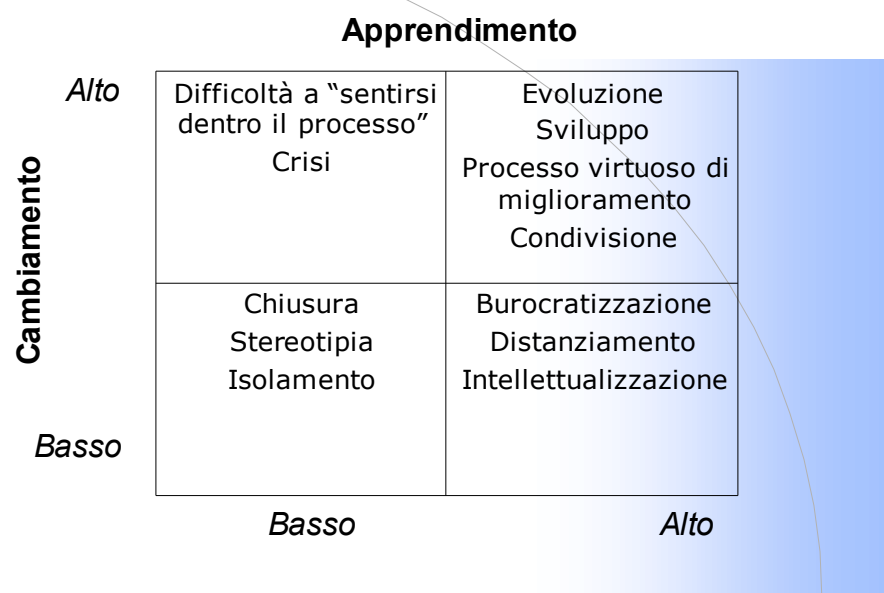 Apprendimento
Alto
Difficoltà a “sentirsi
dentro il processo”
Crisi
Evoluzione
Sviluppo
Processo virtuoso di
miglioramento
Condivisione
Cambiamento
Chiusura
Stereotipia
Isolamento
Burocratizzazione
Distanziamento
Intellettualizzazione
Basso
Basso
Alto